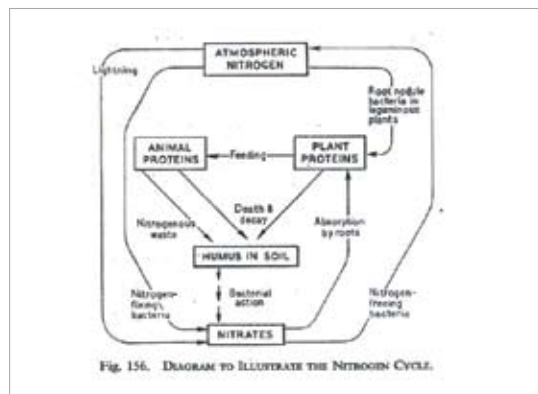 ATMOSPHERIC
NITROGEN
Lightning
Root nodule
bacteria in
leguminous
plants
ANIMAL
PROTEINS
Feeding
PLANT
PROTEINS
Nitrogenous
waste
Death &
decay
Absorption
by roots
HUMUS IN SOIL
Nitrogen-
fixing
bacteria
Bacterial
action
Nitrogen-
freeing
bacteria
NITRATES
Fig. 156. DIAGRAM TO ILLUSTRATE THE NITROGEN CYCLE.